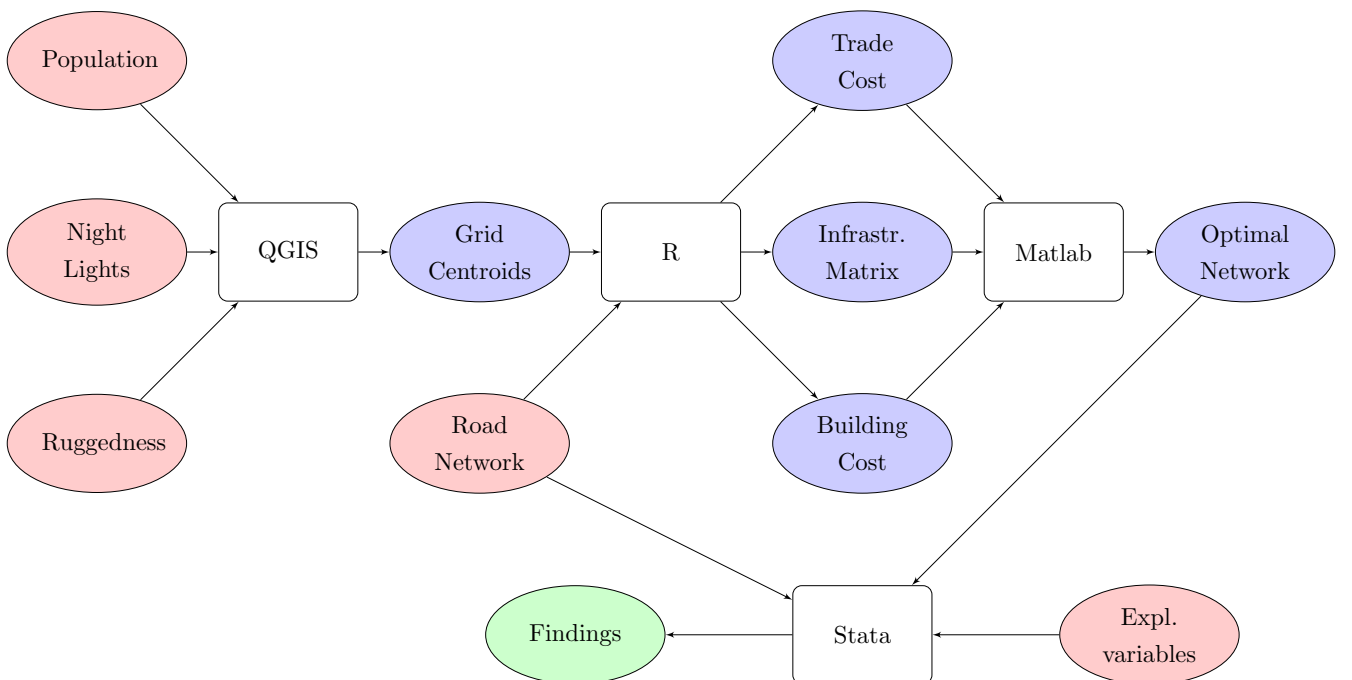 Population
Trade
Cost
Night
Lights
QGIS
Grid
Centroids
R
Infrastr.
Matrix
Matlab
Optimal
Network
Ruggedness
Road
Network
Building
Cost
Findings
Stata
Expl.
variables